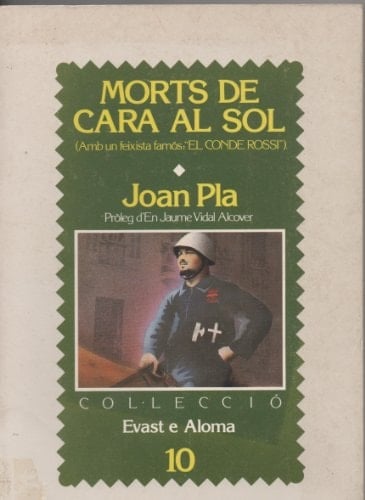 MORTS DE
CARA AL SOL
(Amb un feixista famós: "EL CONDE ROSSI").
Joan Pla
Pròleg d'En Jaume Vidal Alcover
COL·LECCIÓ
Evast e Aloma
10